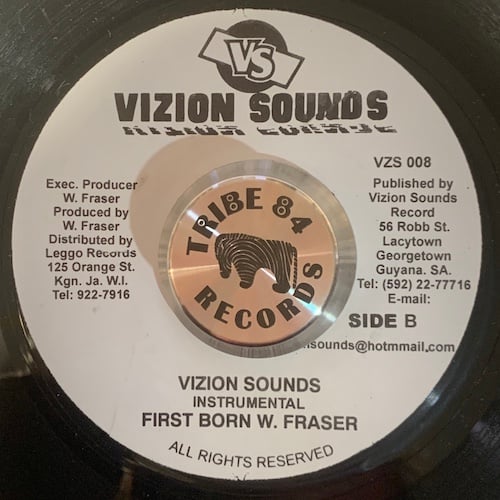 VS
VIZION SOUNDS
VZS 008
Exec. Producer
W. Fraser
Produced by
W. Fraser
Distributed by
Leggo Records
125 Orange St.
Kgn. Ja. W.I.
Tel: 922-7916
TRIBE 84
RECORDS
Published by
Vizion Sounds
Record
56 Robb St.
Lacytown
Georgetown
Guyana. SA.
Tel: (592) 22-77716
E-mail:
SIDE B
nsounds@hotmmail.com
VIZION SOUNDS
INSTRUMENTAL
FIRST BORN W. FRASER
ALL RIGHTS RESERVED